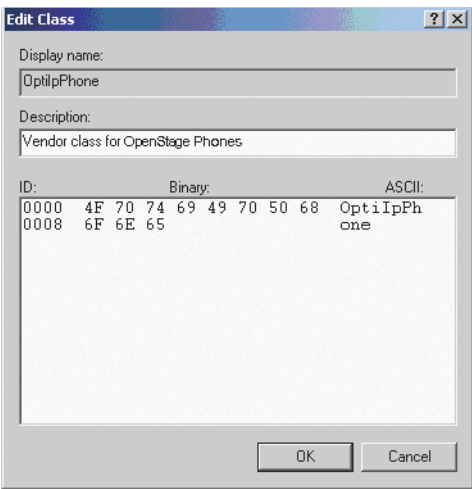 Edit Class
? X
Display name:
OptiIpPhone
Description:
Vendor class for OpenStage Phones
ID: Binary: ASCII:
0000 4F 70 74 69 49 70 50 68 OptiIpPh
0008 6F 6E 65 one
OK Cancel